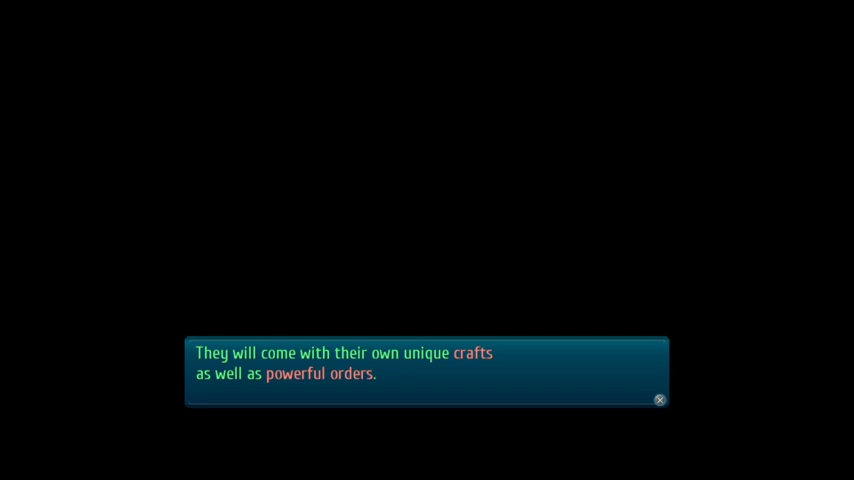 They will come with their own unique crafts
as well as powerful orders.